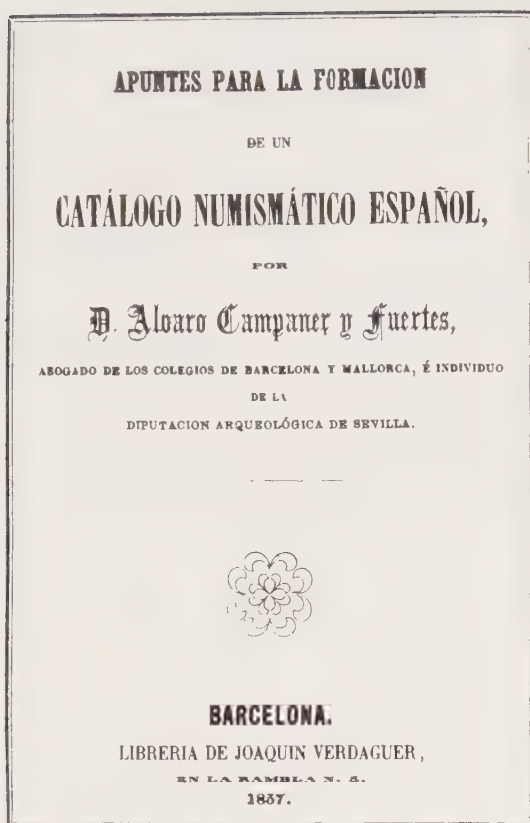 APUNTES PARA LA FORMACION
DE UN
CATÁLOGO NUMISMÁTICO ESPAÑOL,
POR
D. Alvaro Campaner y Fuertes,
ABOGADO DE LOS COLEGIOS DE BARCELONA Y MALLORCA, É INDIVIDUO
DE LA
DIPUTACION ARQUEOLÓGICA DE SEVILLA.
BARCELONA.
LIBRERIA DE JOAQUIN VERDAGUER,
EN LA RAMBLA N. 5.
1857.